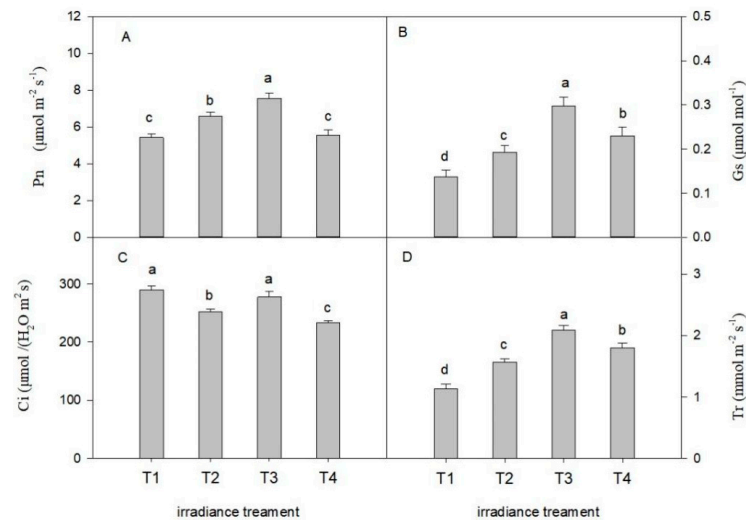 A
Pn (μmol m⁻² s⁻¹)
12
10
8
6
4
2
0
c
b
a
c
B
Gs (μmol mol⁻¹)
0.5
0.4
0.3
0.2
0.1
0.0
d
c
a
b
C
Ci (μmol /(H₂O m² s)
300
200
100
0
a
b
a
c
T1 T2 T3 T4
irradiance treament
D
Tr (mmol m⁻² s⁻¹)
3
2
1
0
d
c
a
b
T1 T2 T3 T4
irradiance treament